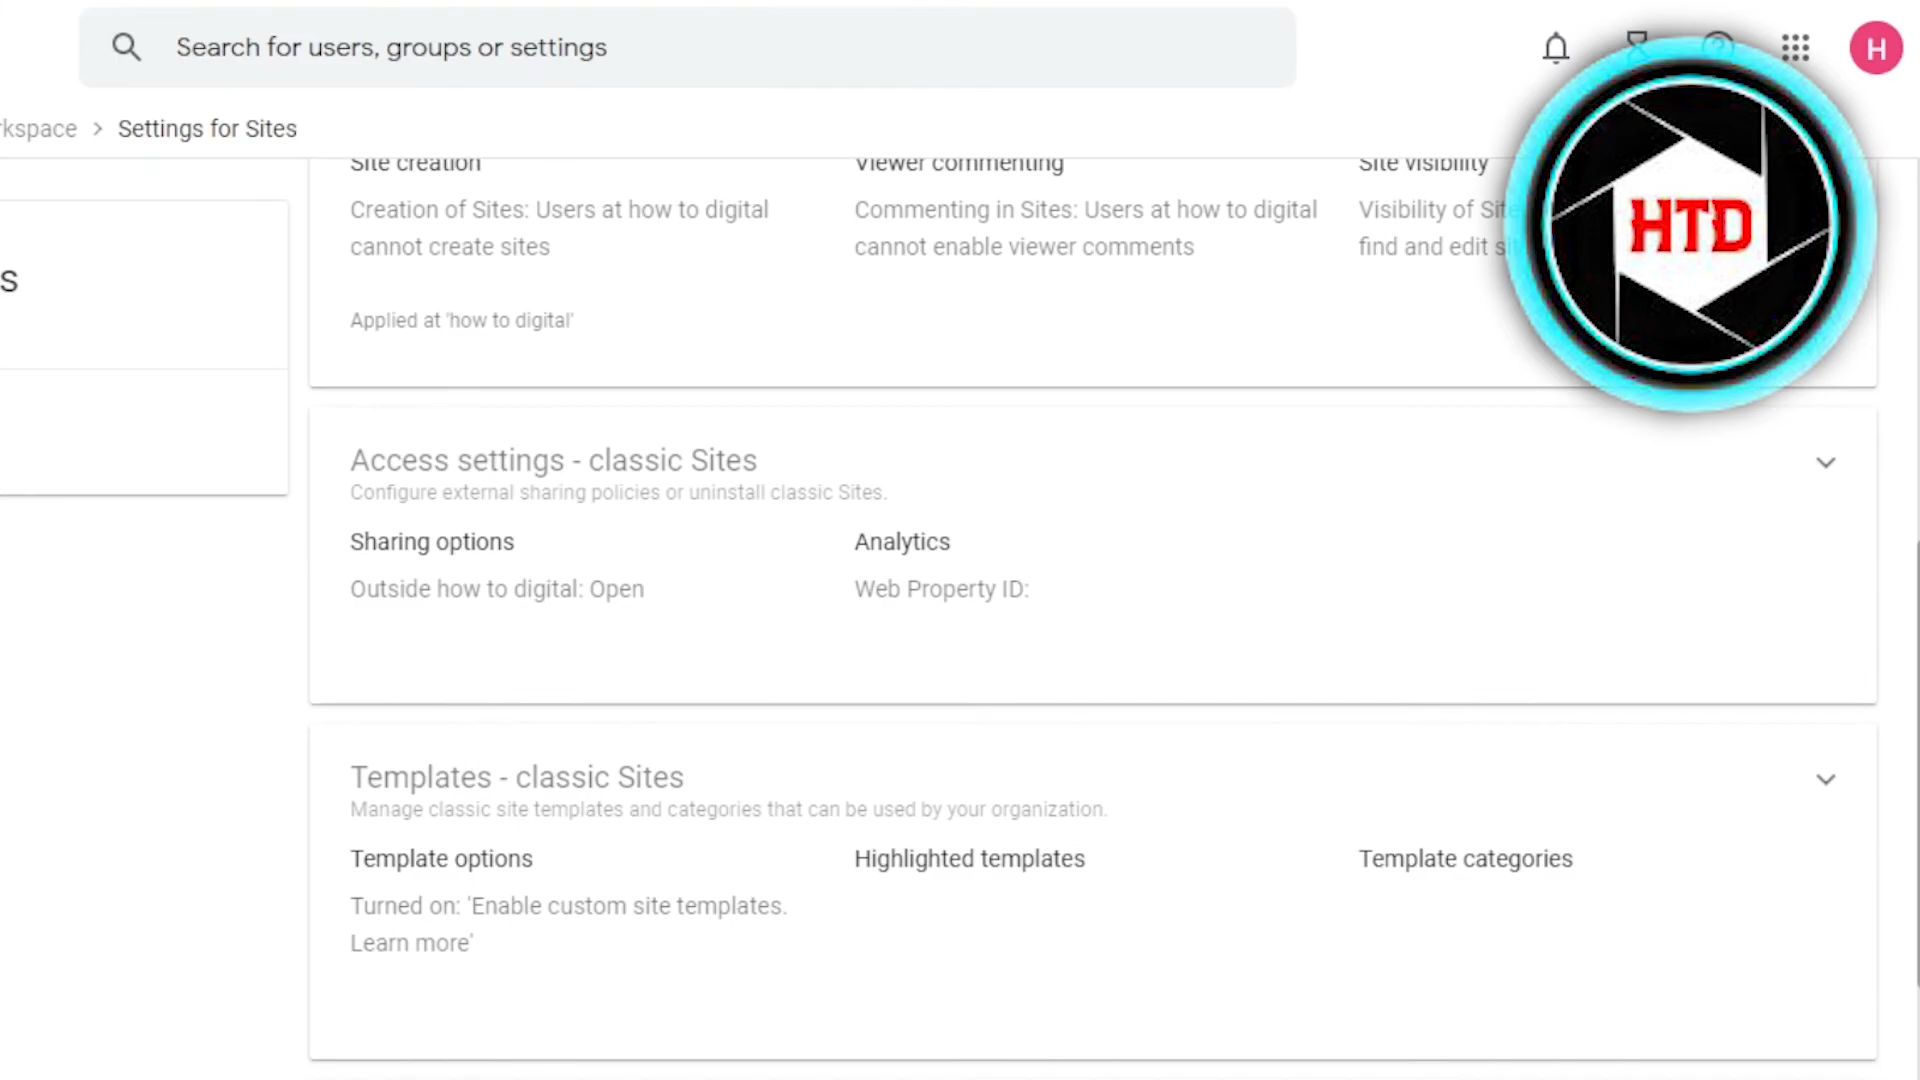 Search for users, groups or settings
H
rkspace > Settings for Sites
Site creation
Viewer commenting
Site visibility
Creation of Sites: Users at how to digital
cannot create sites
Commenting in Sites: Users at how to digital
cannot enable viewer comments
Visibility of Site
find and edit s
HTD
s
Applied at 'how to digital'
Access settings - classic Sites
Configure external sharing policies or uninstall classic Sites.
Sharing options
Analytics
Outside how to digital: Open
Web Property ID:
Templates - classic Sites
Manage classic site templates and categories that can be used by your organization.
Template options
Highlighted templates
Template categories
Turned on: 'Enable custom site templates.
Learn more'